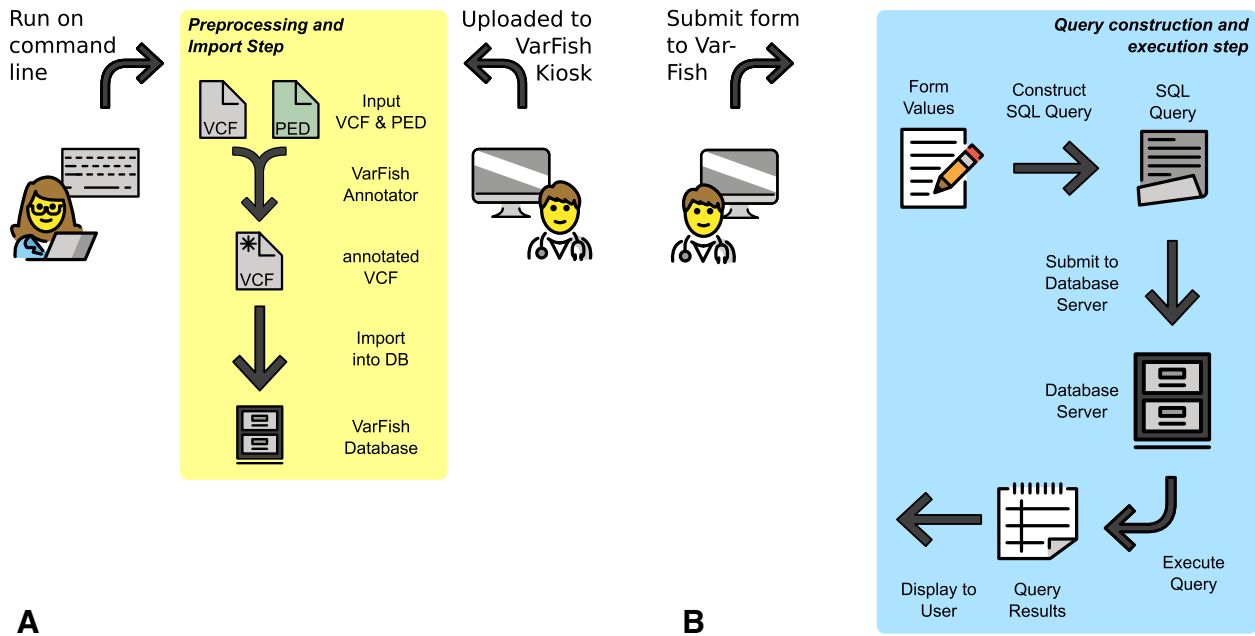 Run on
command
line
Preprocessing and
Import Step
VCF
PED
Input
VCF & PED
VarFish
Annotator
VCF
annotated
VCF
Import
into DB
VarFish
Database
Uploaded to
VarFish
Kiosk
A
Submit form
to Var-
Fish
Query construction and
execution step
Form
Values
Construct
SQL Query
SQL
Query
Submit to
Database
Server
Database
Server
Execute
Query
Query
Results
Display to
User
B